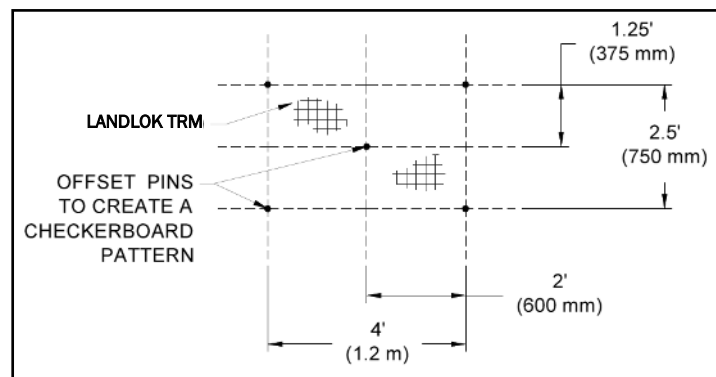 1.25'
(375 mm)
LANDLOK TRM
2.5'
(750 mm)
OFFSET PINS
TO CREATE A
CHECKERBOARD
PATTERN
2'
(600 mm)
4'
(1.2 m)